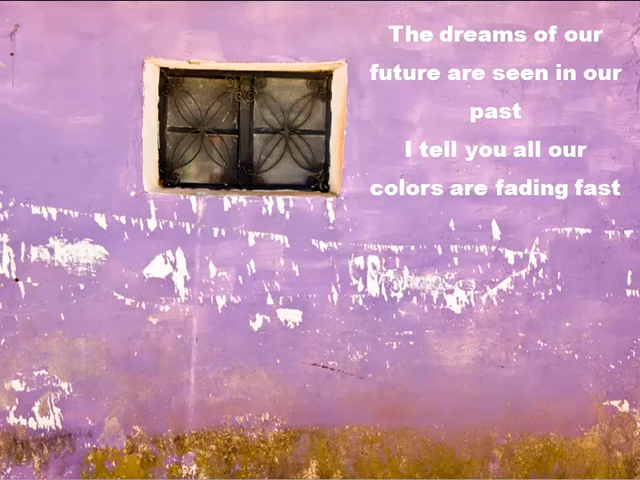 The dreams of our
future are seen in our
past
I tell you all our
colors are fading fast